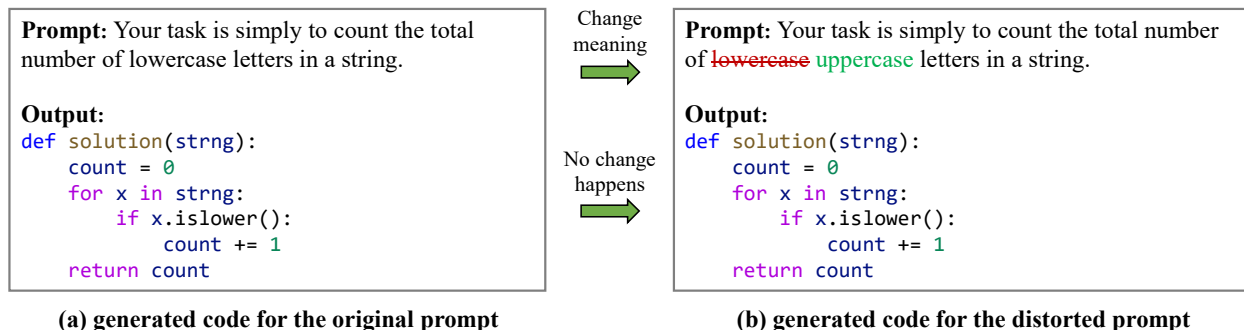 Prompt: Your task is simply to count the total
number of lowercase letters in a string.
Output:
def solution(strng):
    count = 0
    for x in strng:
        if x.islower():
            count += 1
    return count
(a) generated code for the original prompt
Change
meaning
No change
happens
Prompt: Your task is simply to count the total number
of lowercase uppercase letters in a string.
Output:
def solution(strng):
    count = 0
    for x in strng:
        if x.islower():
            count += 1
    return count
(b) generated code for the distorted prompt